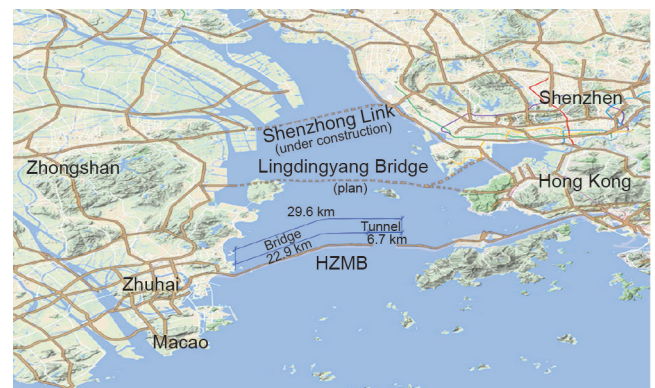 Shenzhen
Shenzhong Link
(under construction)
Zhongshan
Lingdingyang Bridge
(plan)
Hong Kong
29.6 km
Bridge
22.9 km
Tunnel
6.7 km
HZMB
Zhuhai
Macao